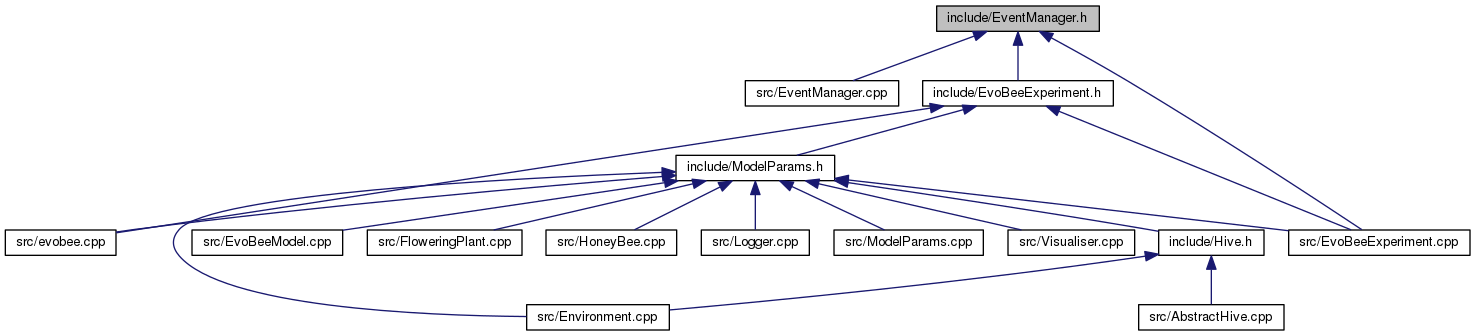 include/EventManager.h
src/EventManager.cpp
include/EvoBeeExperiment.h
include/ModelParams.h
src/evobee.cpp
src/EvoBeeModel.cpp
src/FloweringPlant.cpp
src/HoneyBee.cpp
src/Logger.cpp
src/ModelParams.cpp
src/Visualiser.cpp
include/Hive.h
src/EvoBeeExperiment.cpp
src/Environment.cpp
src/AbstractHive.cpp